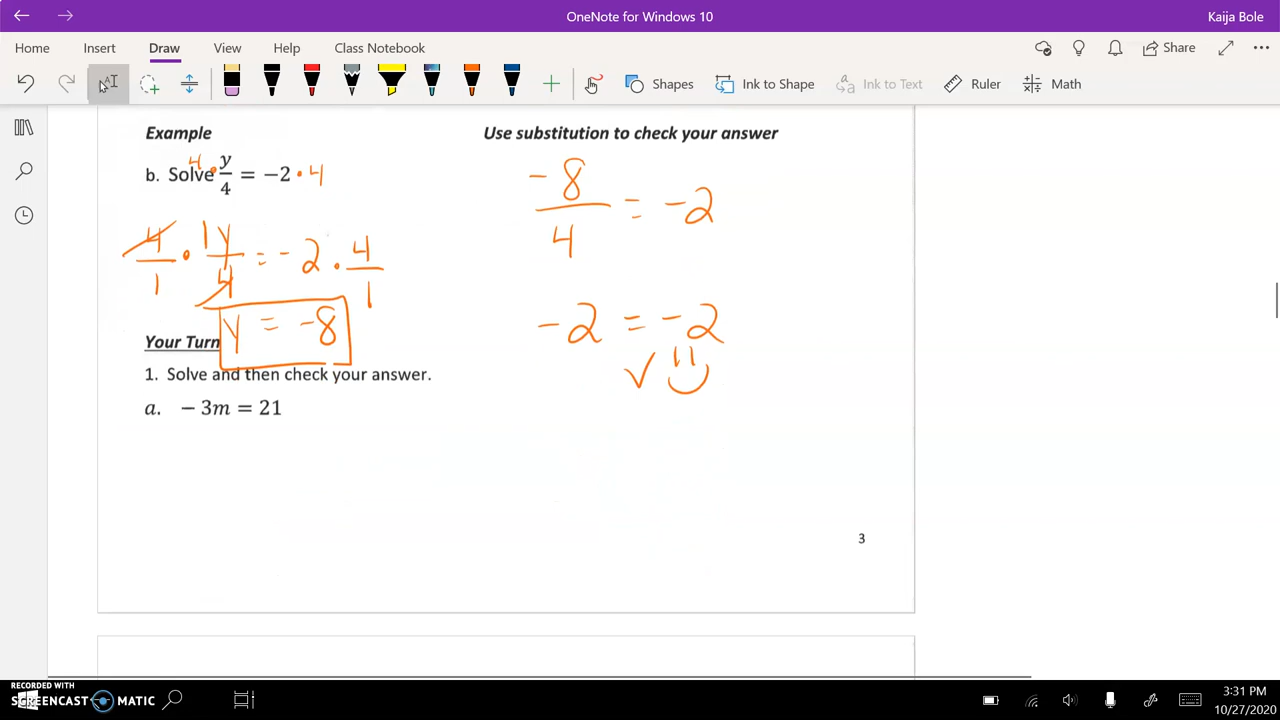 OneNote for Windows 10
Kaija Bole
Home Insert Draw View Help Class Notebook Share
Shapes Ink to Shape Ink to Text Ruler Math
Example
Use substitution to check your answer
b. Solve 4 • y/4 = −2 • 4
-8/4 = -2
4/1 • 1y/4 = -2 • 4/1
y = -8
-2 = -2
✓
Your Turn
1. Solve and then check your answer.
a. − 3m = 21
3
RECORDED WITH
SCREENCAST MATIC
3:31 PM
10/27/2020